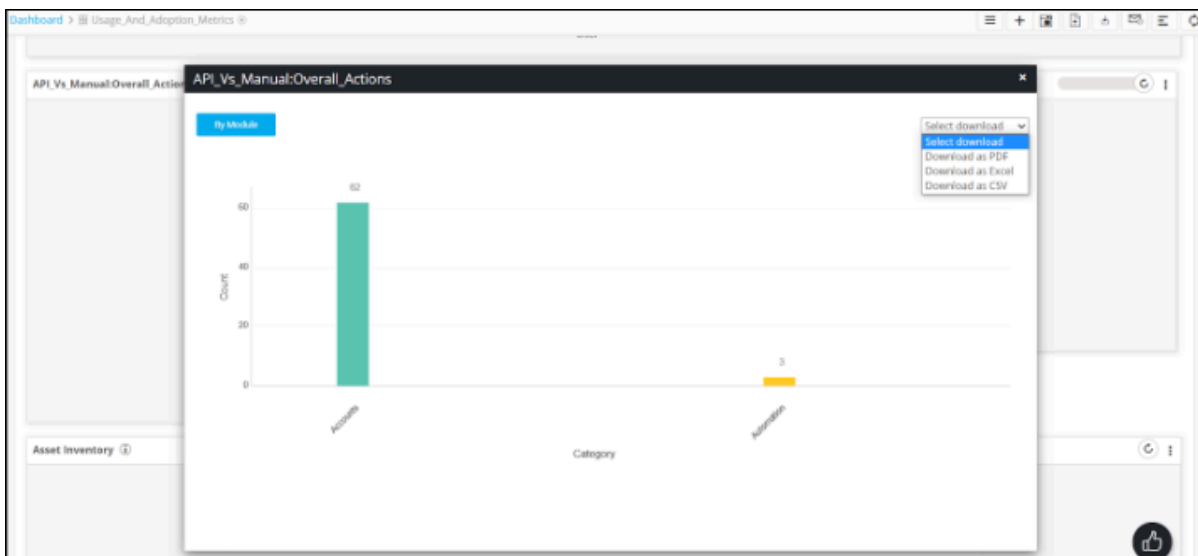 Dashboard > Usage_And_Adoption_Metrics
API_Vs_Manual:Overall_Action
API_Vs_Manual:Overall_Actions
×
By Module
Select download
Select download
Download as PDF
Download as Excel
Download as CSV
62
60
40
20
0
3
Count
Accounts
Automation
Category
Asset Inventory